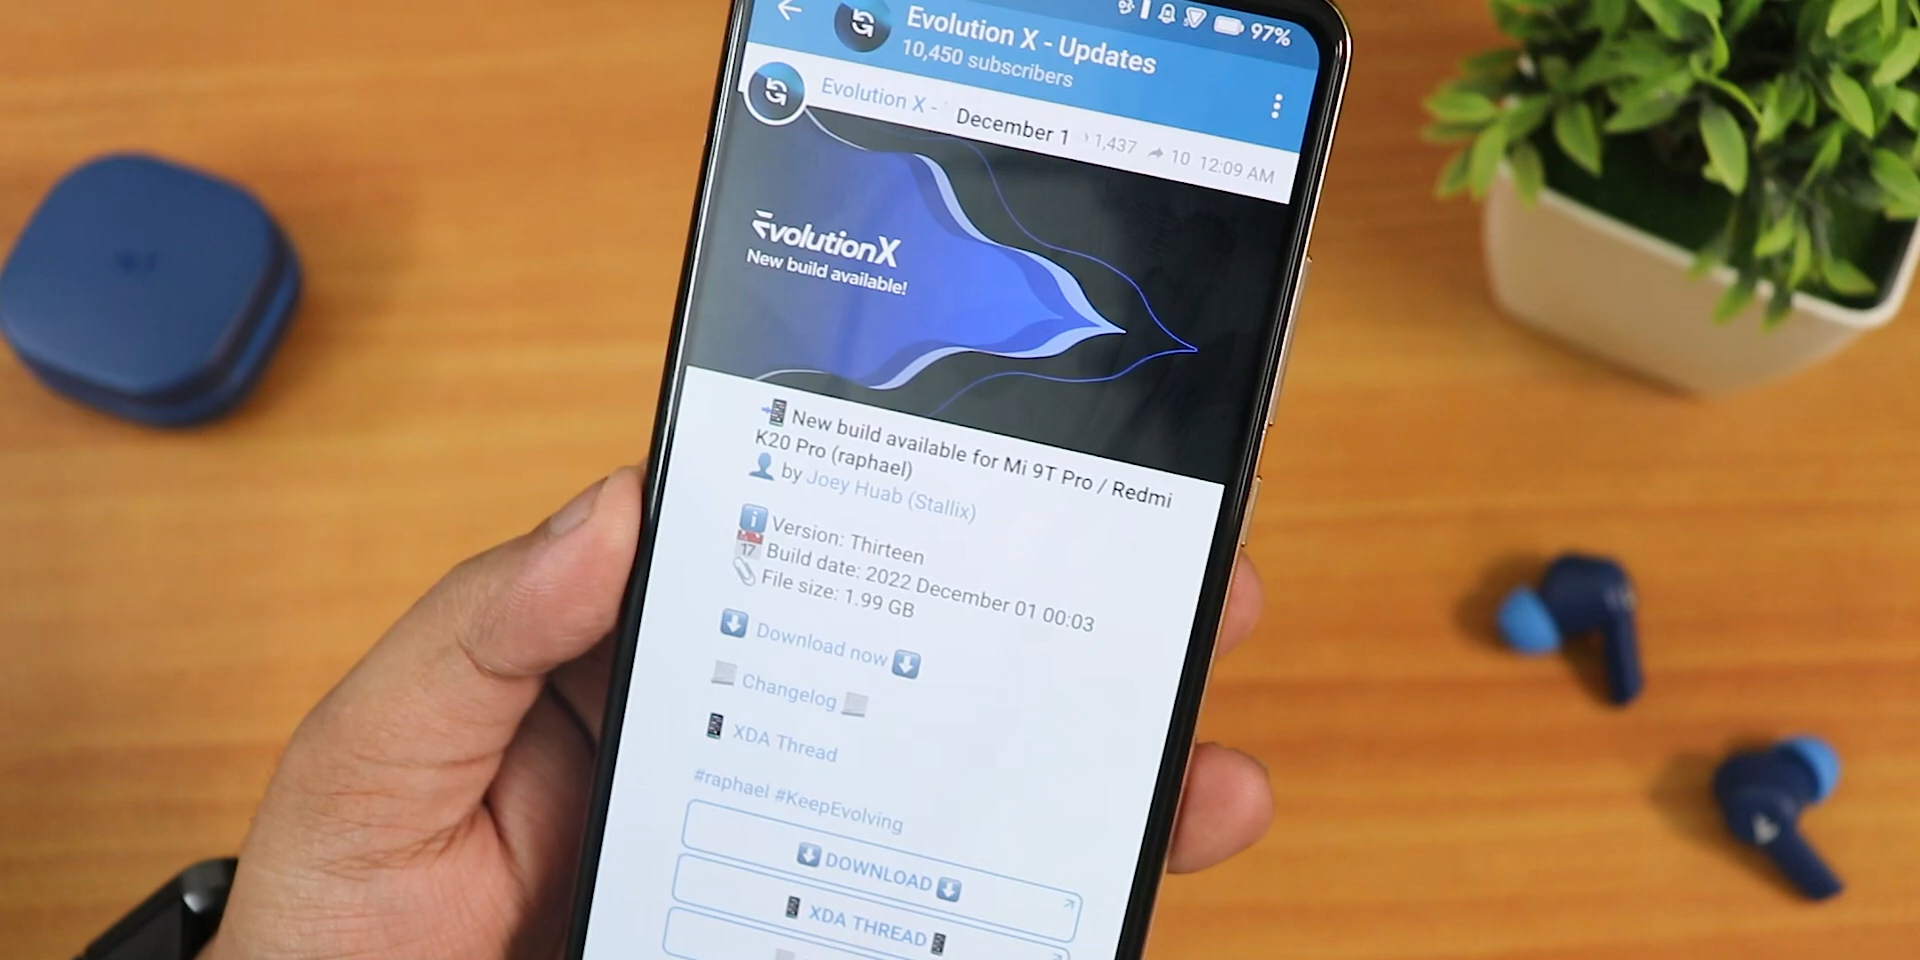 97%
Evolution X - Updates
10,450 subscribers
Evolution X -
December 1
1,437 10 12:09 AM
EvolutionX
New build available!
New build available for Mi 9T Pro / Redmi
K20 Pro (raphael)
by Joey Huab (Stallix)
Version: Thirteen
17 Build date: 2022 December 01 00:03
File size: 1.99 GB
Download now
Changelog
XDA Thread
#raphael #KeepEvolving
DOWNLOAD
XDA THREAD